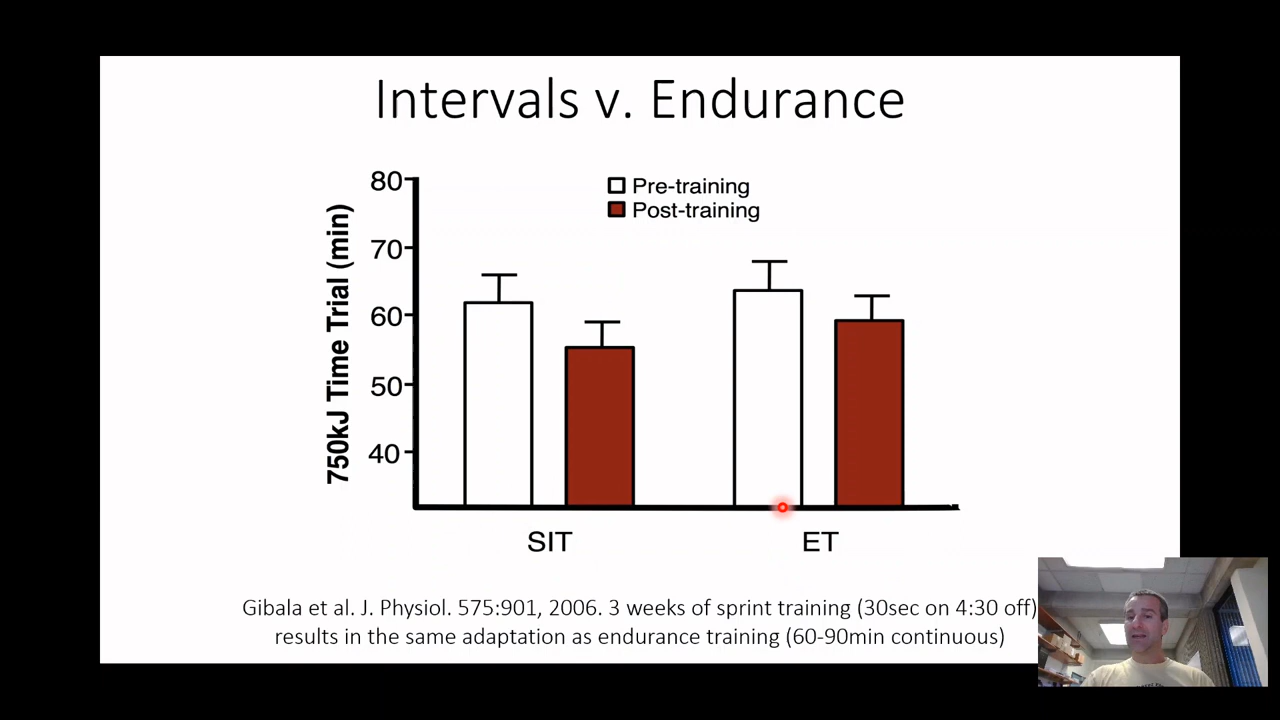 Intervals v. Endurance
80
70
60
50
40
750kJ Time Trial (min)
Pre-training
Post-training
SIT
ET
Gibala et al. J. Physiol. 575:901, 2006. 3 weeks of sprint training (30sec on 4:30 off)
results in the same adaptation as endurance training (60-90min continuous)